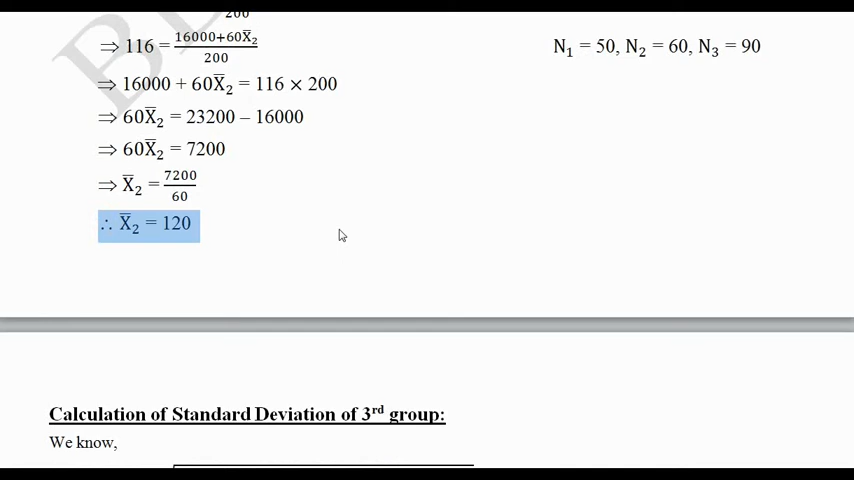 200
⇒ 116 = (16000+60X̅₂)/200
N₁ = 50, N₂ = 60, N₃ = 90
⇒ 16000 + 60X̅₂ = 116 × 200
⇒ 60X̅₂ = 23200 – 16000
⇒ 60X̅₂ = 7200
⇒ X̅₂ = 7200/60
∴ X̅₂ = 120
Calculation of Standard Deviation of 3rd group:
We know,